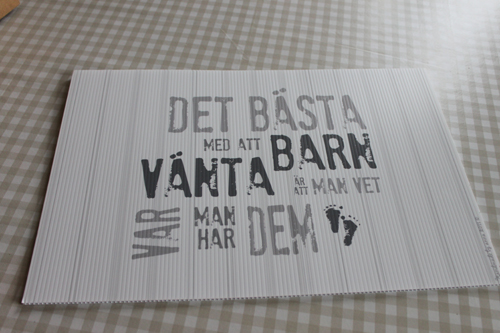 DET BÄSTA
MED ATT
VÄNTA BARN
ÄR ATT MAN VET
VAR MAN HAR DEM